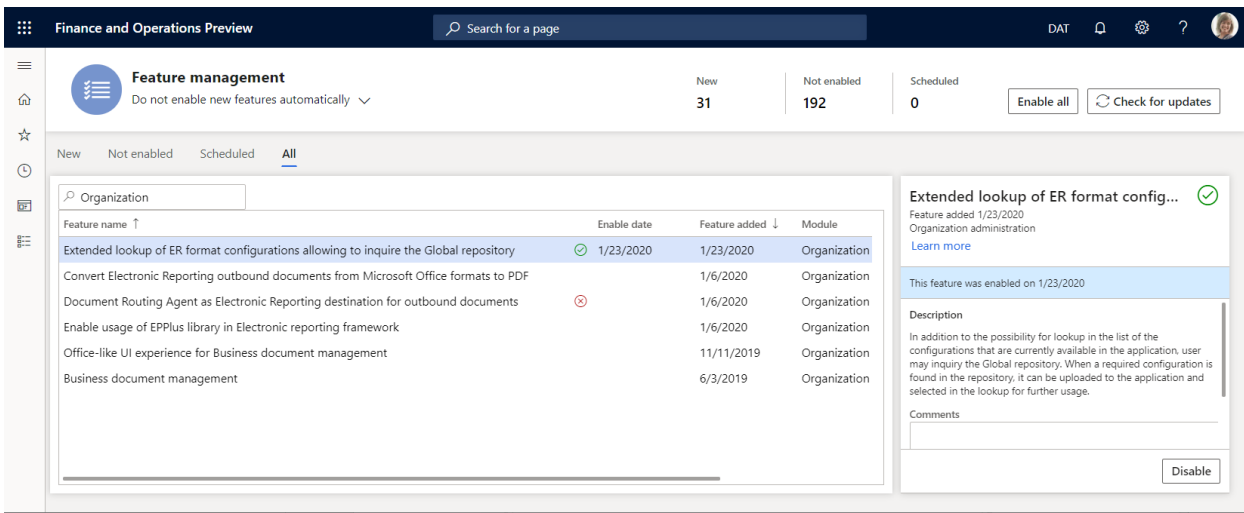 Finance and Operations Preview
Search for a page
DAT
?
Feature management
Do not enable new features automatically
New
31
Not enabled
192
Scheduled
0
Enable all
Check for updates
New Not enabled Scheduled All
Organization
Feature name ↑ Enable date Feature added ↓ Module
Extended lookup of ER format configurations allowing to inquire the Global repository 1/23/2020 1/23/2020 Organization
Convert Electronic Reporting outbound documents from Microsoft Office formats to PDF 1/6/2020 Organization
Document Routing Agent as Electronic Reporting destination for outbound documents 1/6/2020 Organization
Enable usage of EPPlus library in Electronic reporting framework 1/6/2020 Organization
Office-like UI experience for Business document management 11/11/2019 Organization
Business document management 6/3/2019 Organization
Extended lookup of ER format config...
Feature added 1/23/2020
Organization administration
Learn more
This feature was enabled on 1/23/2020
Description
In addition to the possibility for lookup in the list of the
configurations that are currently available in the application, user
may inquiry the Global repository. When a required configuration is
found in the repository, it can be uploaded to the application and
selected in the lookup for further usage.
Comments
Disable